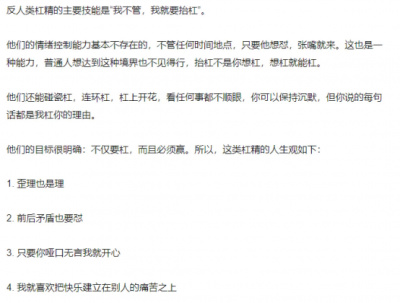 反人类杠精的主要技能是“我不管，我就要抬杠”。
他们的情绪控制能力基本不存在的，不管任何时间地点，只要他想怼，张嘴就来。这也是一
种能力，普通人想达到这种境界也不见得行，抬杠不是你想杠，想杠就能杠。
他们还能碰瓷杠，连环杠，杠上开花，看任何事都不顺眼，你可以保持沉默，但你说的每句
话都是我杠你的理由。
他们的目标很明确：不仅要杠，而且必须赢。所以，这类杠精的人生观如下：
1. 歪理也是理
2. 前后矛盾也要怼
3. 只要你哑口无言我就开心
4. 我就喜欢把快乐建立在别人的痛苦之上